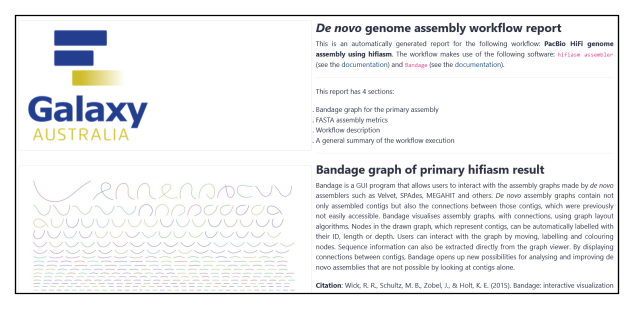 Galaxy
AUSTRALIA
De novo genome assembly workflow report
This is an automatically generated report for the following workflow: PacBio HiFi genome
assembly using hifiasm. The workflow makes use of the following software: hifiasm assembler
(see the documentation) and Bandage (see the documentation).
This report has 4 sections:
. Bandage graph for the primary assembly
. FASTA assembly metrics
. Workflow description
. A general summary of the workflow execution
Bandage graph of primary hifiasm result
Bandage is a GUI program that allows users to interact with the assembly graphs made by de novo
assemblers such as Velvet, SPAdes, MEGAHIT and others. De novo assembly graphs contain not
only assembled contigs but also the connections between those contigs, which were previously
not easily accessible. Bandage visualises assembly graphs, with connections, using graph layout
algorithms. Nodes in the drawn graph, which represent contigs, can be automatically labelled with
their ID, length or depth. Users can interact with the graph by moving, labelling and colouring
nodes. Sequence information can also be extracted directly from the graph viewer. By displaying
connections between contigs, Bandage opens up new possibilities for analysing and improving de
novo assemblies that are not possible by looking at contigs alone.
Citation: Wick, R. R., Schultz, M. B., Zobel, J., & Holt, K. E. (2015). Bandage: interactive visualization